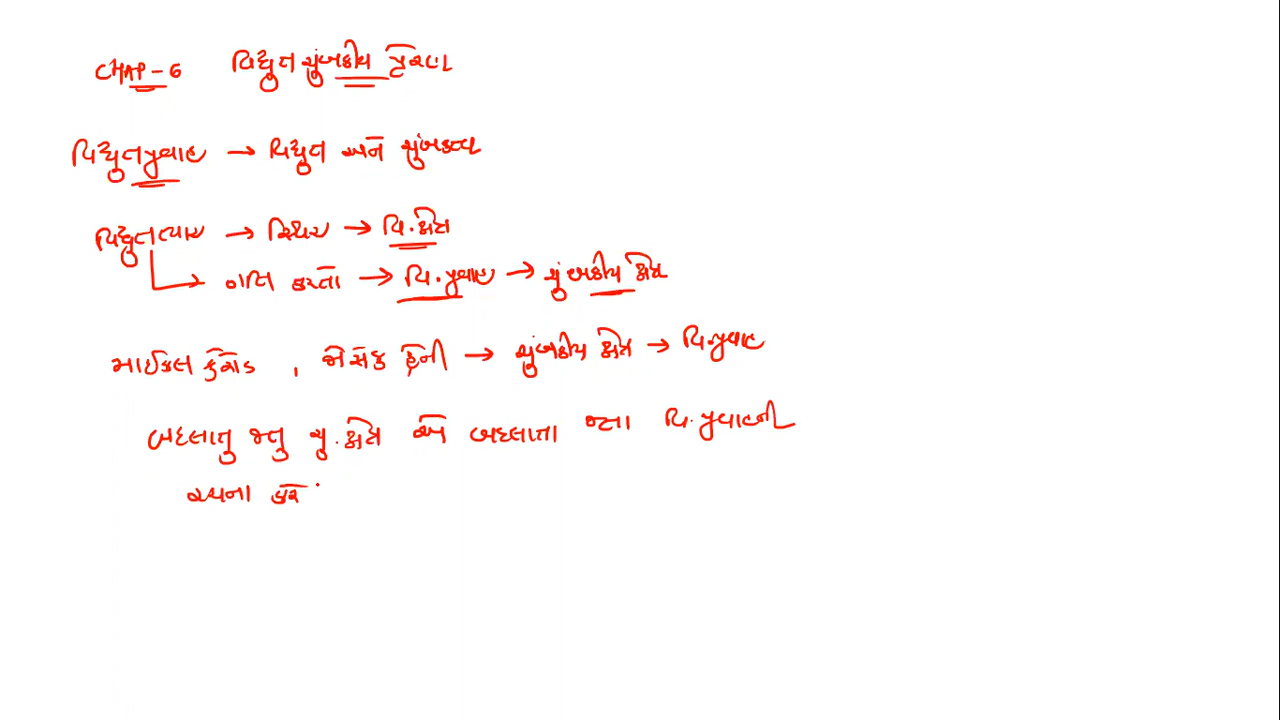 CHAP-6 વિદ્યુત ચુંબકીય પ્રેરણ
વિદ્યુતપ્રવાહ → વિદ્યુત અને ચુંબકત્વ
વિદ્યુતભાર → સ્થિર → વિ.ક્ષેત્ર
ગતિ કરતા → વિ.પ્રવાહ → ચુંબકીય ક્ષેત્ર
માઈકલ ફેરાડે , જોસેફ હેનરી → ચુંબકીય ક્ષેત્ર → વિ.પ્રવાહ
બદલાતુ જતુ ચુ.ક્ષેત્ર એ બદલાતા જતા વિ.પ્રવાહની
રચના કરે